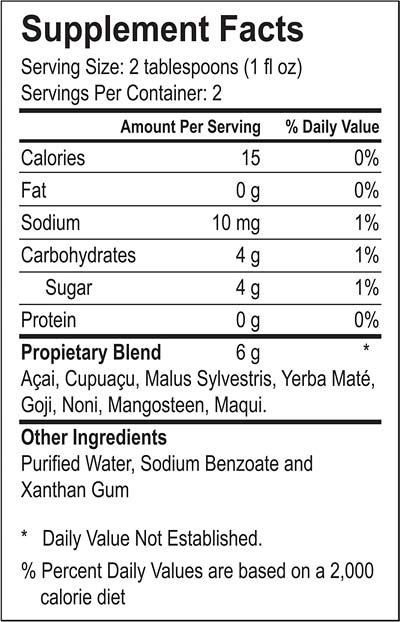 Supplement Facts
Serving Size: 2 tablespoons (1 fl oz)
Servings Per Container: 2
Amount Per Serving % Daily Value
Calories 15 0%
Fat 0 g 0%
Sodium 10 mg 1%
Carbohydrates 4 g 1%
Sugar 4 g 1%
Protein 0 g 0%
Propietary Blend 6 g *
Açai, Cupuaçu, Malus Sylvestris, Yerba Maté,
Goji, Noni, Mangosteen, Maqui.
Other Ingredients
Purified Water, Sodium Benzoate and
Xanthan Gum
* Daily Value Not Established.
% Percent Daily Values are based on a 2,000
calorie diet